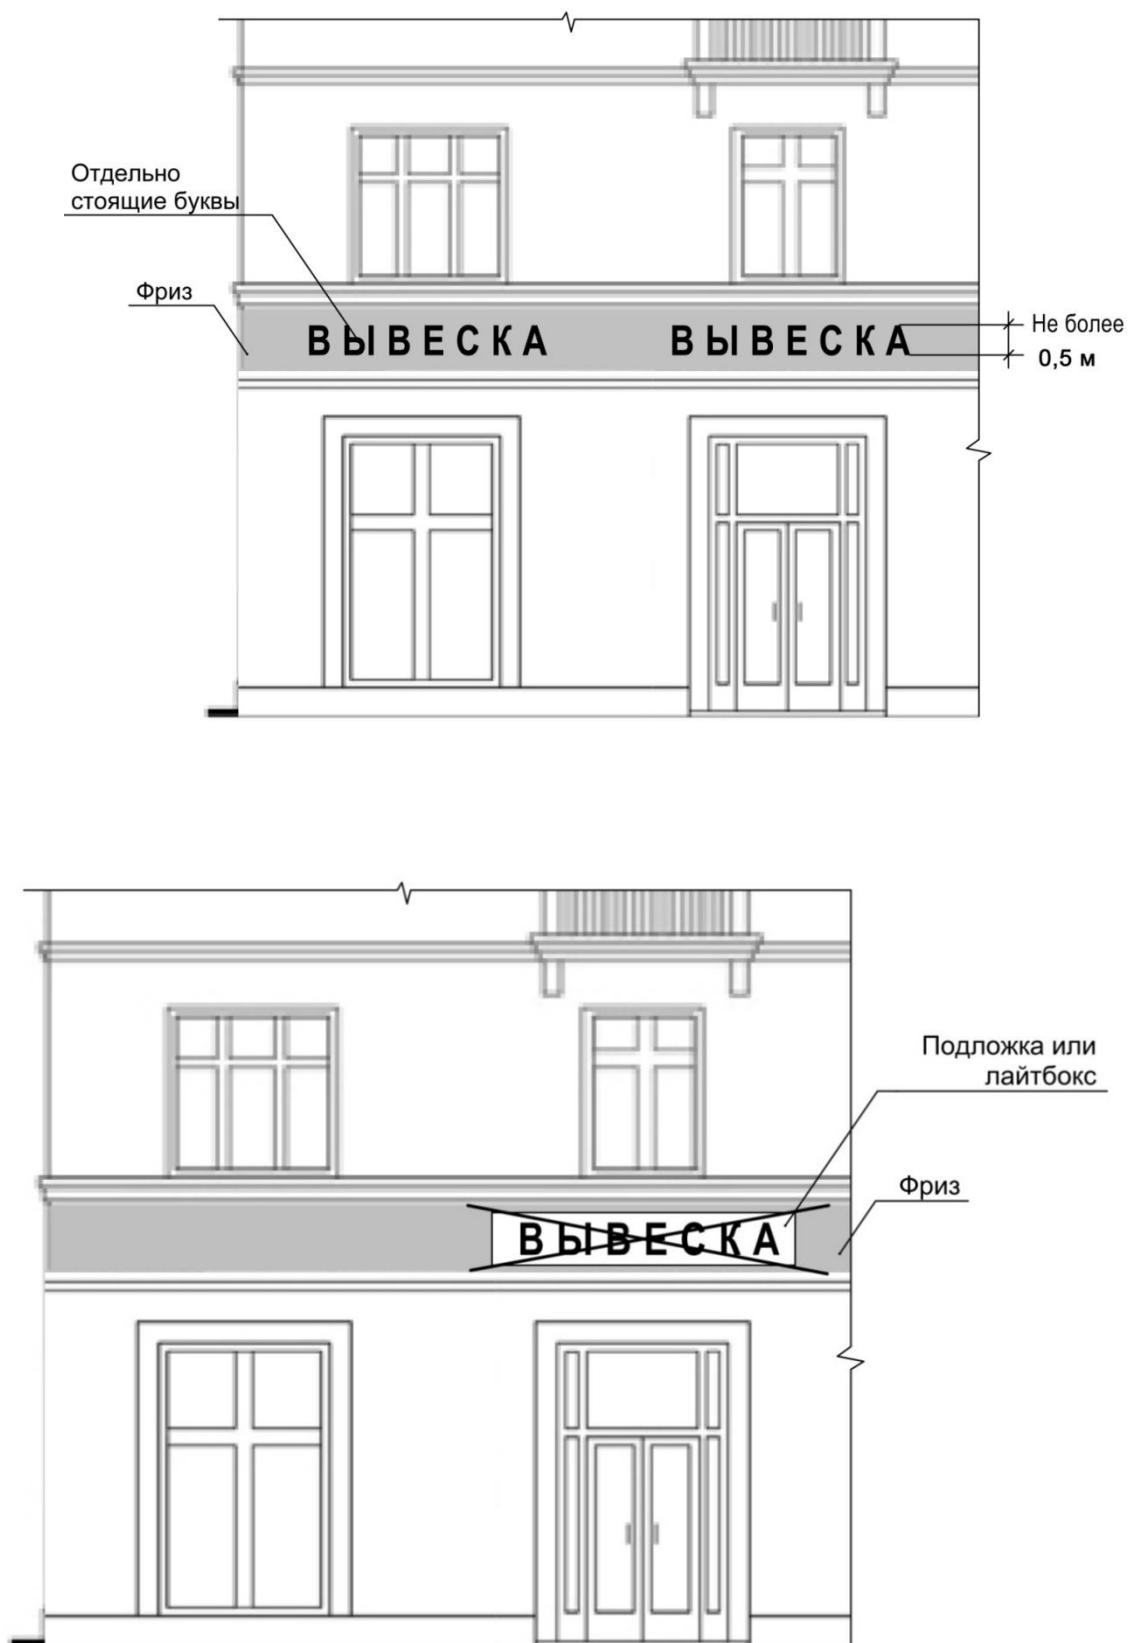 Отдельно
стоящие буквы
Фриз
ВЫВЕСКА ВЫВЕСКА
Не более
0,5 м
Подложка или
лайтбокс
Фриз
ВЫВЕСКА